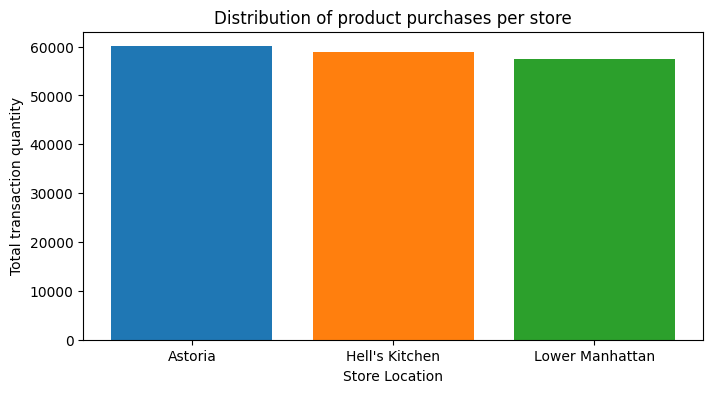 Distribution of product purchases per store
Total transaction quantity
60000
50000
40000
30000
20000
10000
0
Astoria
Hell's Kitchen
Lower Manhattan
Store Location